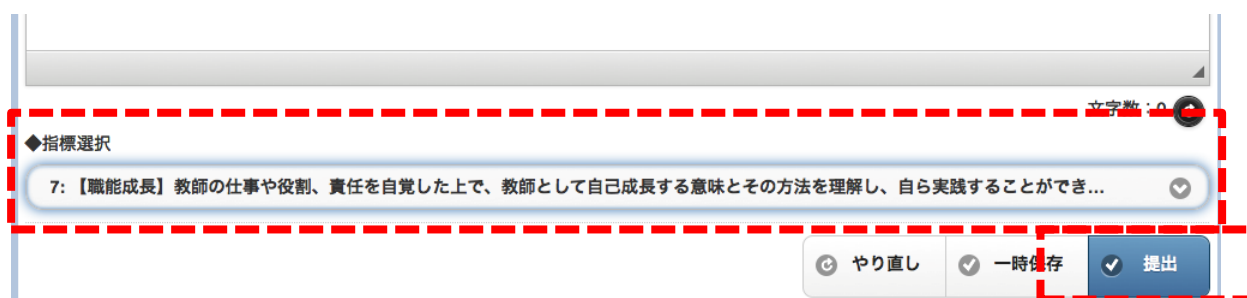 文字数：0
◆指標選択
7: 【職能成長】教師の仕事や役割、責任を自覚した上で、教師として自己成長する意味とその方法を理解し、自ら実践することができ...
やり直し 一時保存 提出